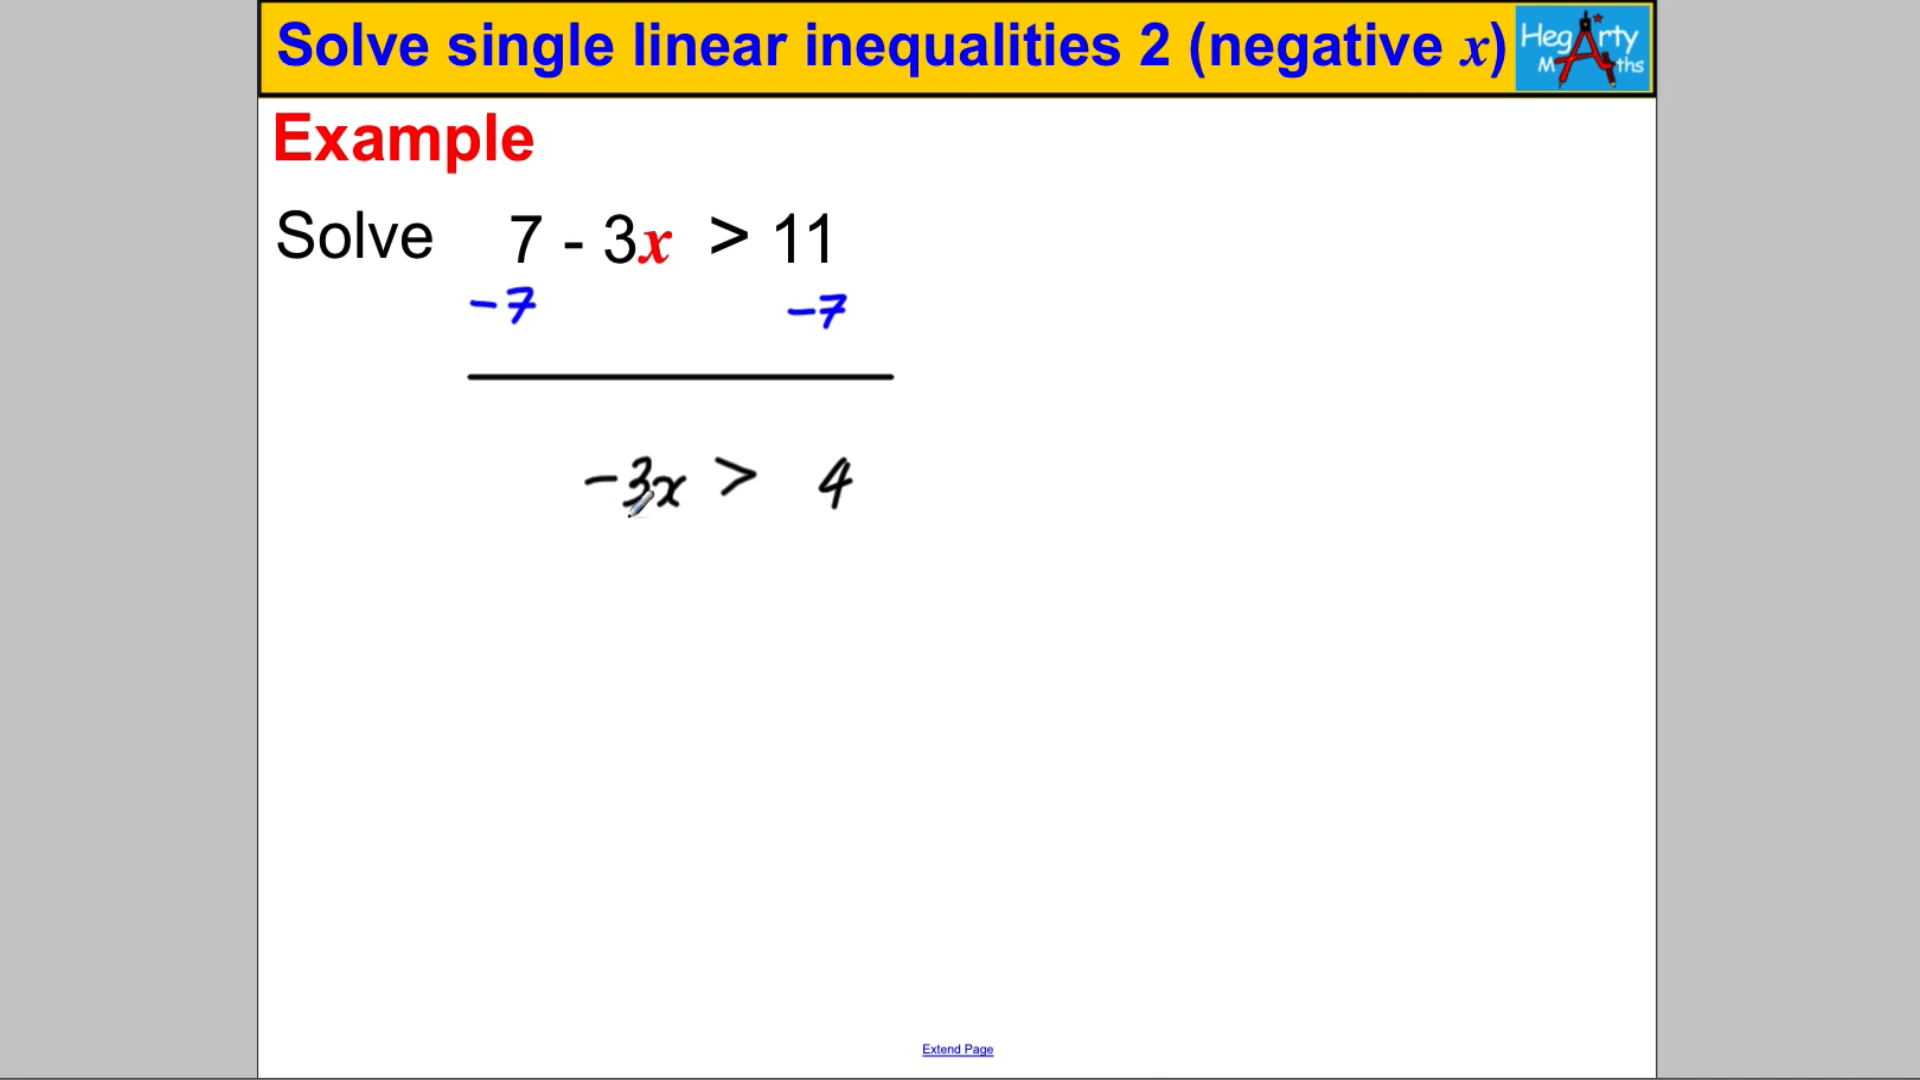 Solve single linear inequalities 2 (negative x)
HegArty
Maths
Example
Solve 7 - 3x > 11
-7 -7
-3x > 4
Extend Page